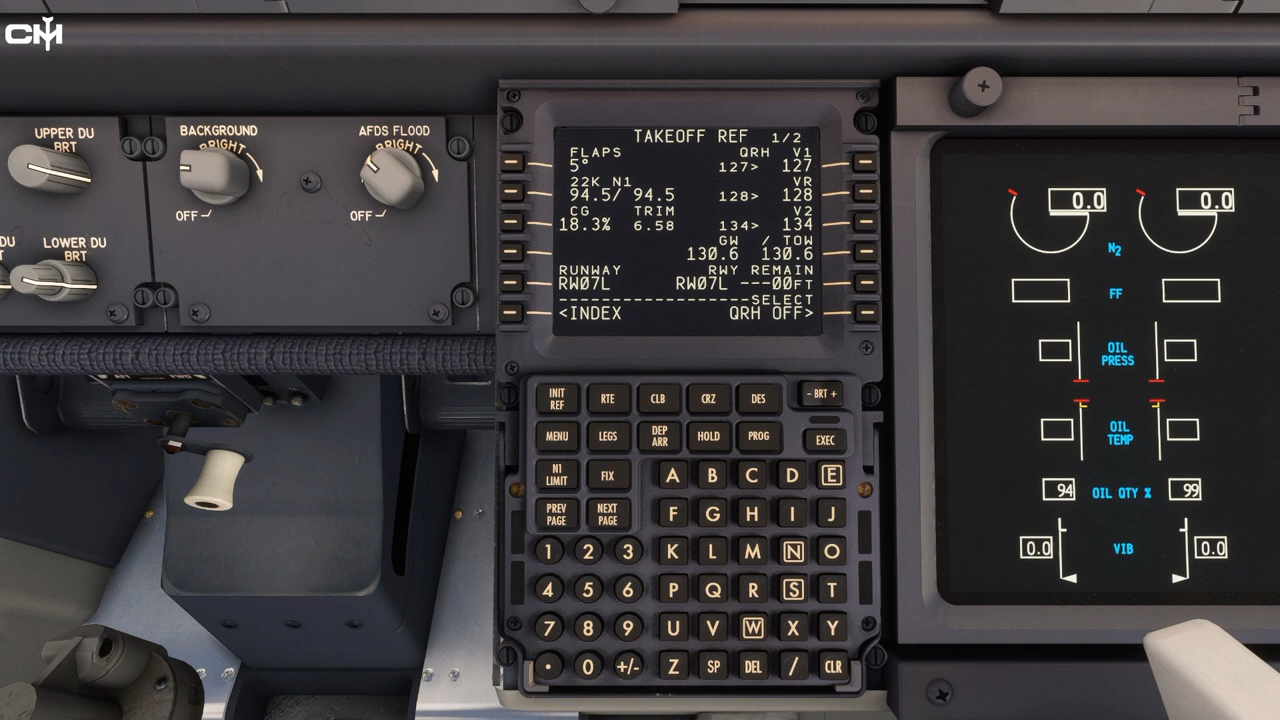 CM
UPPER DU
BRT
BACKGROUND
BRIGHT
OFF
AFDS FLOOD
BRIGHT
OFF
DU
LOWER DU
BRT
TAKEOFF REF 1/2
FLAPS QRH V1
5° 127> 127
22K N1 VR
94.5/ 94.5 128> 128
CG TRIM V2
18.3% 6.58 134> 134
GW / TOW
130.6 130.6
RUNWAY RWY REMAIN
RW07L RW07L ---00FT
------------------SELECT
<INDEX QRH OFF>
INIT REF
RTE
CLB
CRZ
DES
- BRT +
MENU
LEGS
DEP ARR
HOLD
PROG
EXEC
N1 LIMIT
FIX
A B C D E
PREV PAGE
NEXT PAGE
F G H I J
1 2 3 K L M N O
4 5 6 P Q R S T
7 8 9 U V W X Y
. 0 +/- Z SP DEL / CLR
0.0 0.0
N2
FF
OIL
PRESS
OIL
TEMP
94 OIL QTY % 99
0.0 VIB 0.0